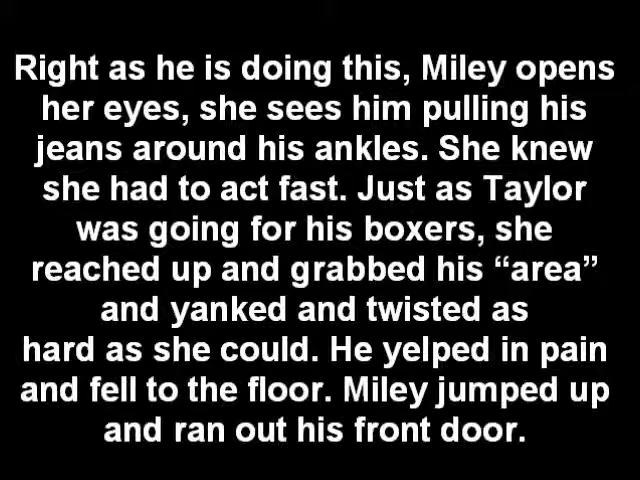 Right as he is doing this, Miley opens
her eyes, she sees him pulling his
jeans around his ankles. She knew
she had to act fast. Just as Taylor
was going for his boxers, she
reached up and grabbed his “area”
and yanked and twisted as
hard as she could. He yelped in pain
and fell to the floor. Miley jumped up
and ran out his front door.